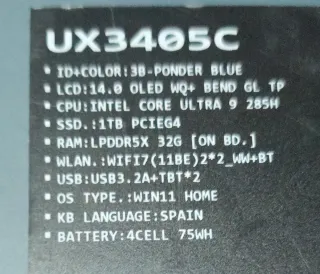 UX3405C
• ID+COLOR:3B-PONDER BLUE
• LCD:14.0 OLED WQ+ BEND GL TP
• CPU:INTEL CORE ULTRA 9 285H
• SSD.:1TB PCIEG4
• RAM:LPDDR5X 32G [ON BD.]
• WLAN.:WIFI7(11BE)2*2_WW+BT
• USB:USB3.2A+TBT*2
• OS TYPE.:WIN11 HOME
• KB LANGUAGE:SPAIN
• BATTERY:4CELL 75WH